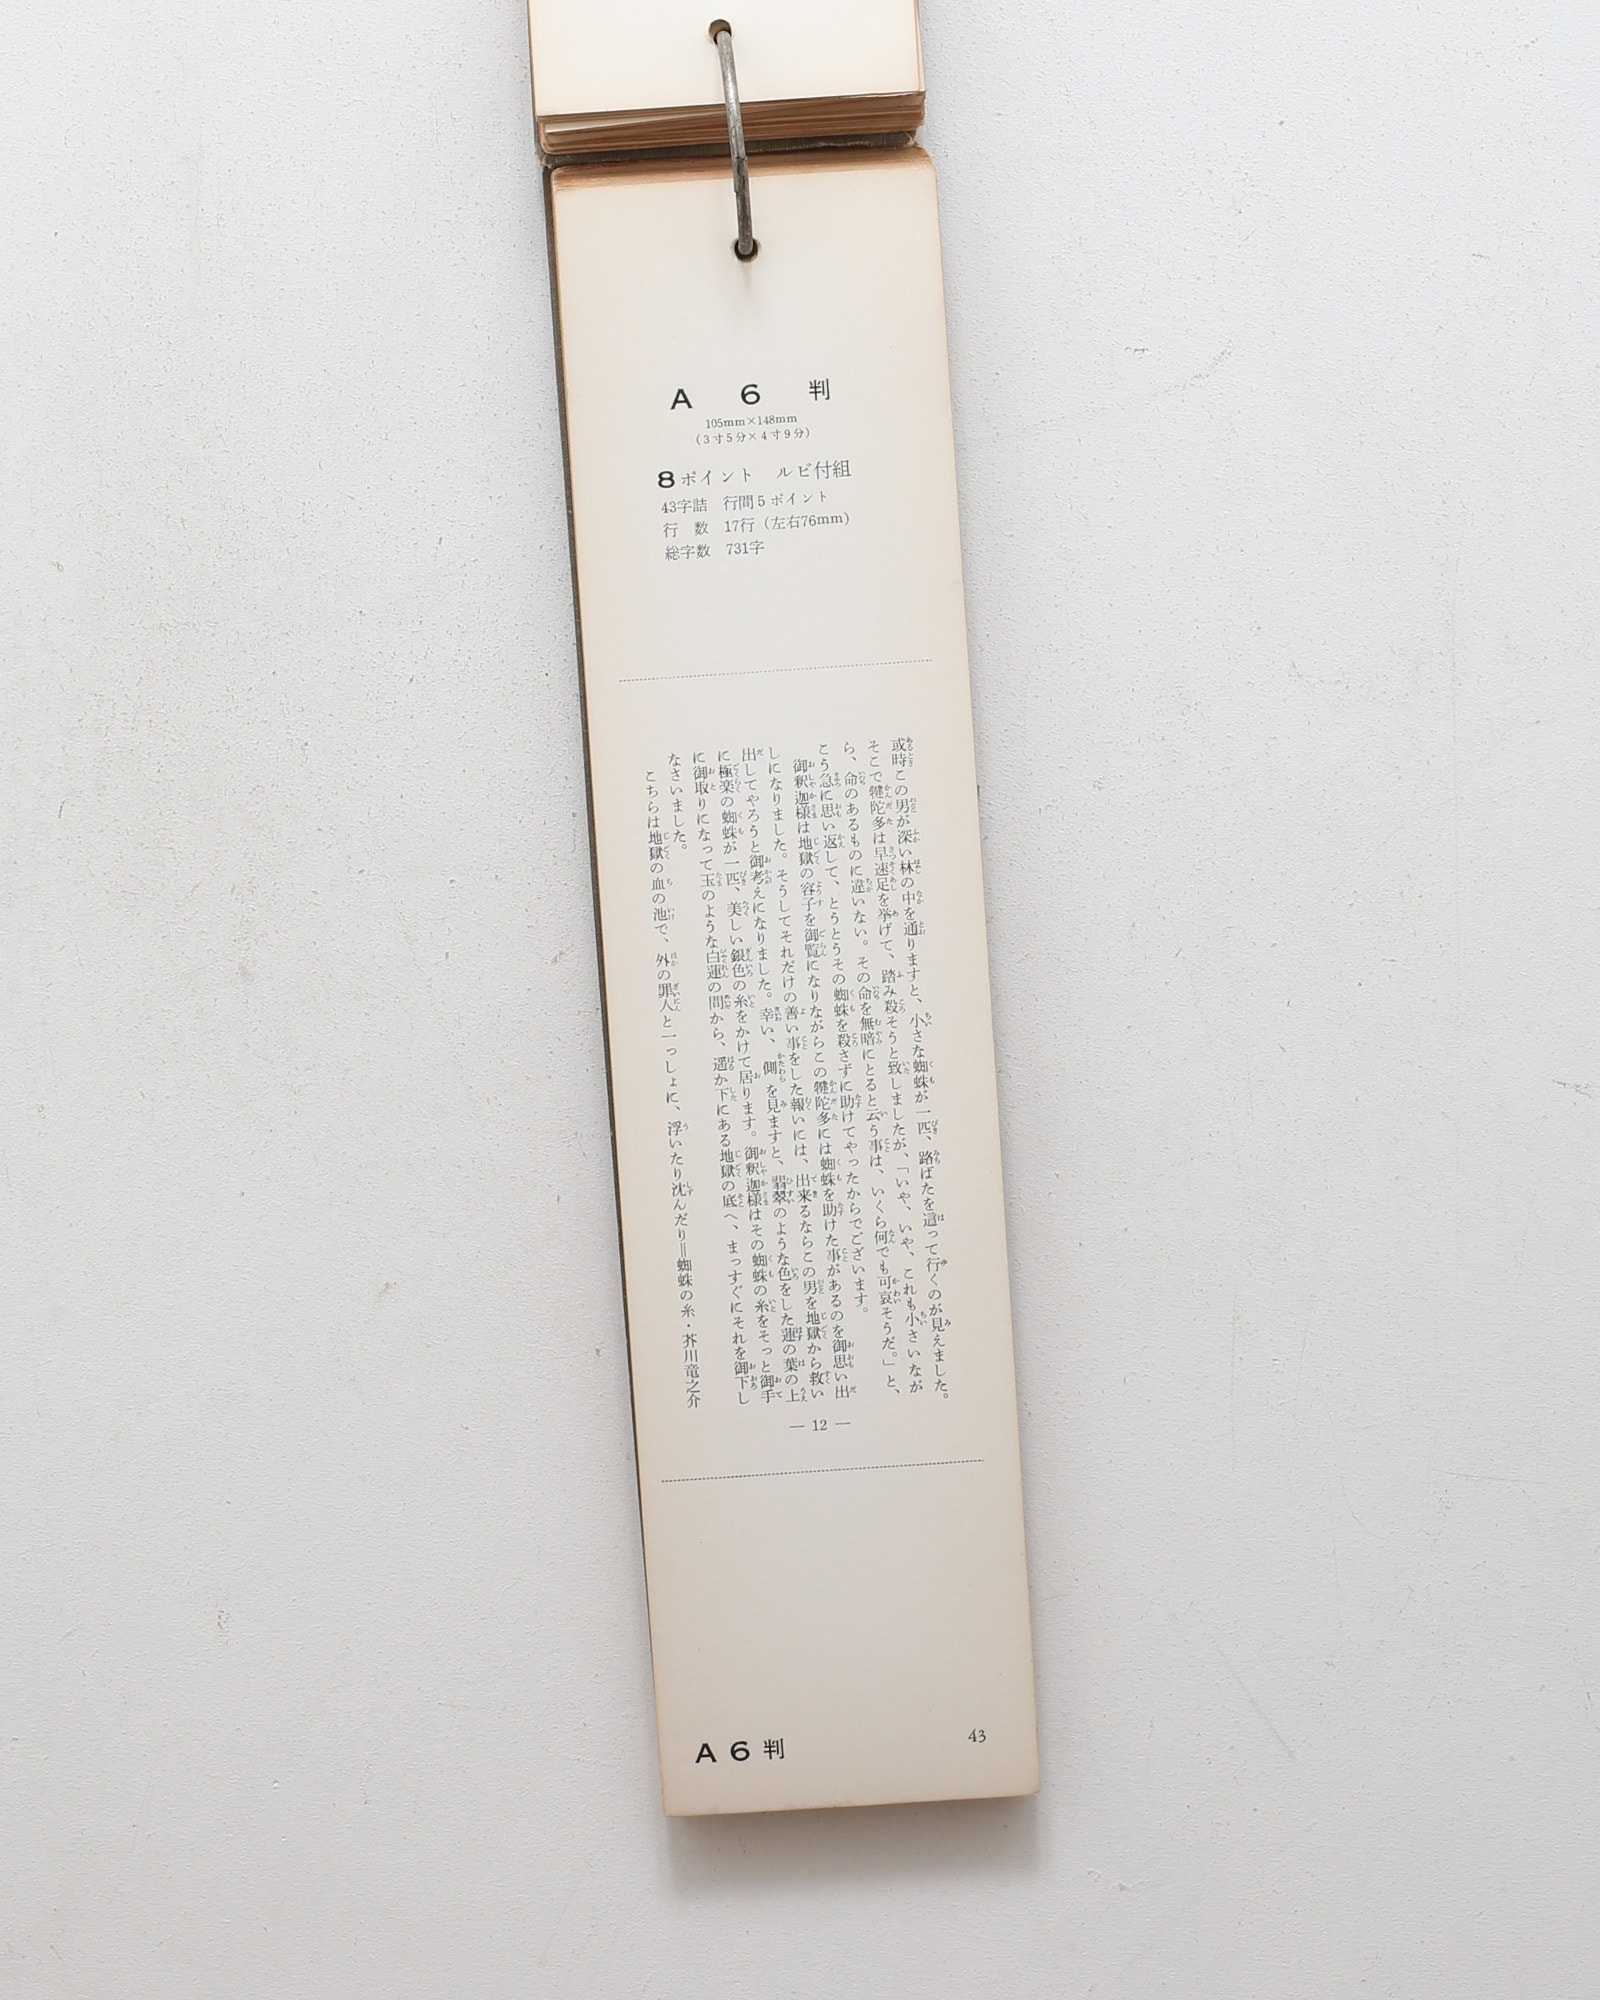 A 6 判
105mm×148mm
（3寸5分×4寸9分）
8ポイント　ルビ付組
43字詰　行間5ポイント
行　数　17行（左右76mm）
総字数　731字
或時この男が深い林の中を通りますと、小さな蜘蛛が一匹、路ばたを這って行くのが見えました。
そこで犍陀多は早速足を挙げて、踏み殺そうと致しましたが、「いや、いや、これも小さいなが
ら、命のあるものに違いない。その命を無暗にとると云う事は、いくら何でも可哀そうだ。」と、
こう急に思い返して、とうとうその蜘蛛を殺さずに助けてやったからでございます。
御釈迦様は地獄の容子を御覧になりながらこの犍陀多には蜘蛛を助けた事があるのを御思い出
しになりました。そうしてそれだけの善い事をした報いには、出来るならこの男を地獄から救い
出してやろうと御考えになりました。幸い、側を見ますと、翡翠のような色をした蓮の葉の上
に極楽の蜘蛛が一匹、美しい銀色の糸をかけて居ります。御釈迦様はその蜘蛛の糸をそっと御手
に御取りになって玉のような白蓮の間から、遥か下にある地獄の底へ、まっすぐにそれを御下し
なさいました。
こちらは地獄の血の池で、外の罪人と一っしょに、浮いたり沈んだり＝蜘蛛の糸・芥川竜之介
— 12 —
A6判
43